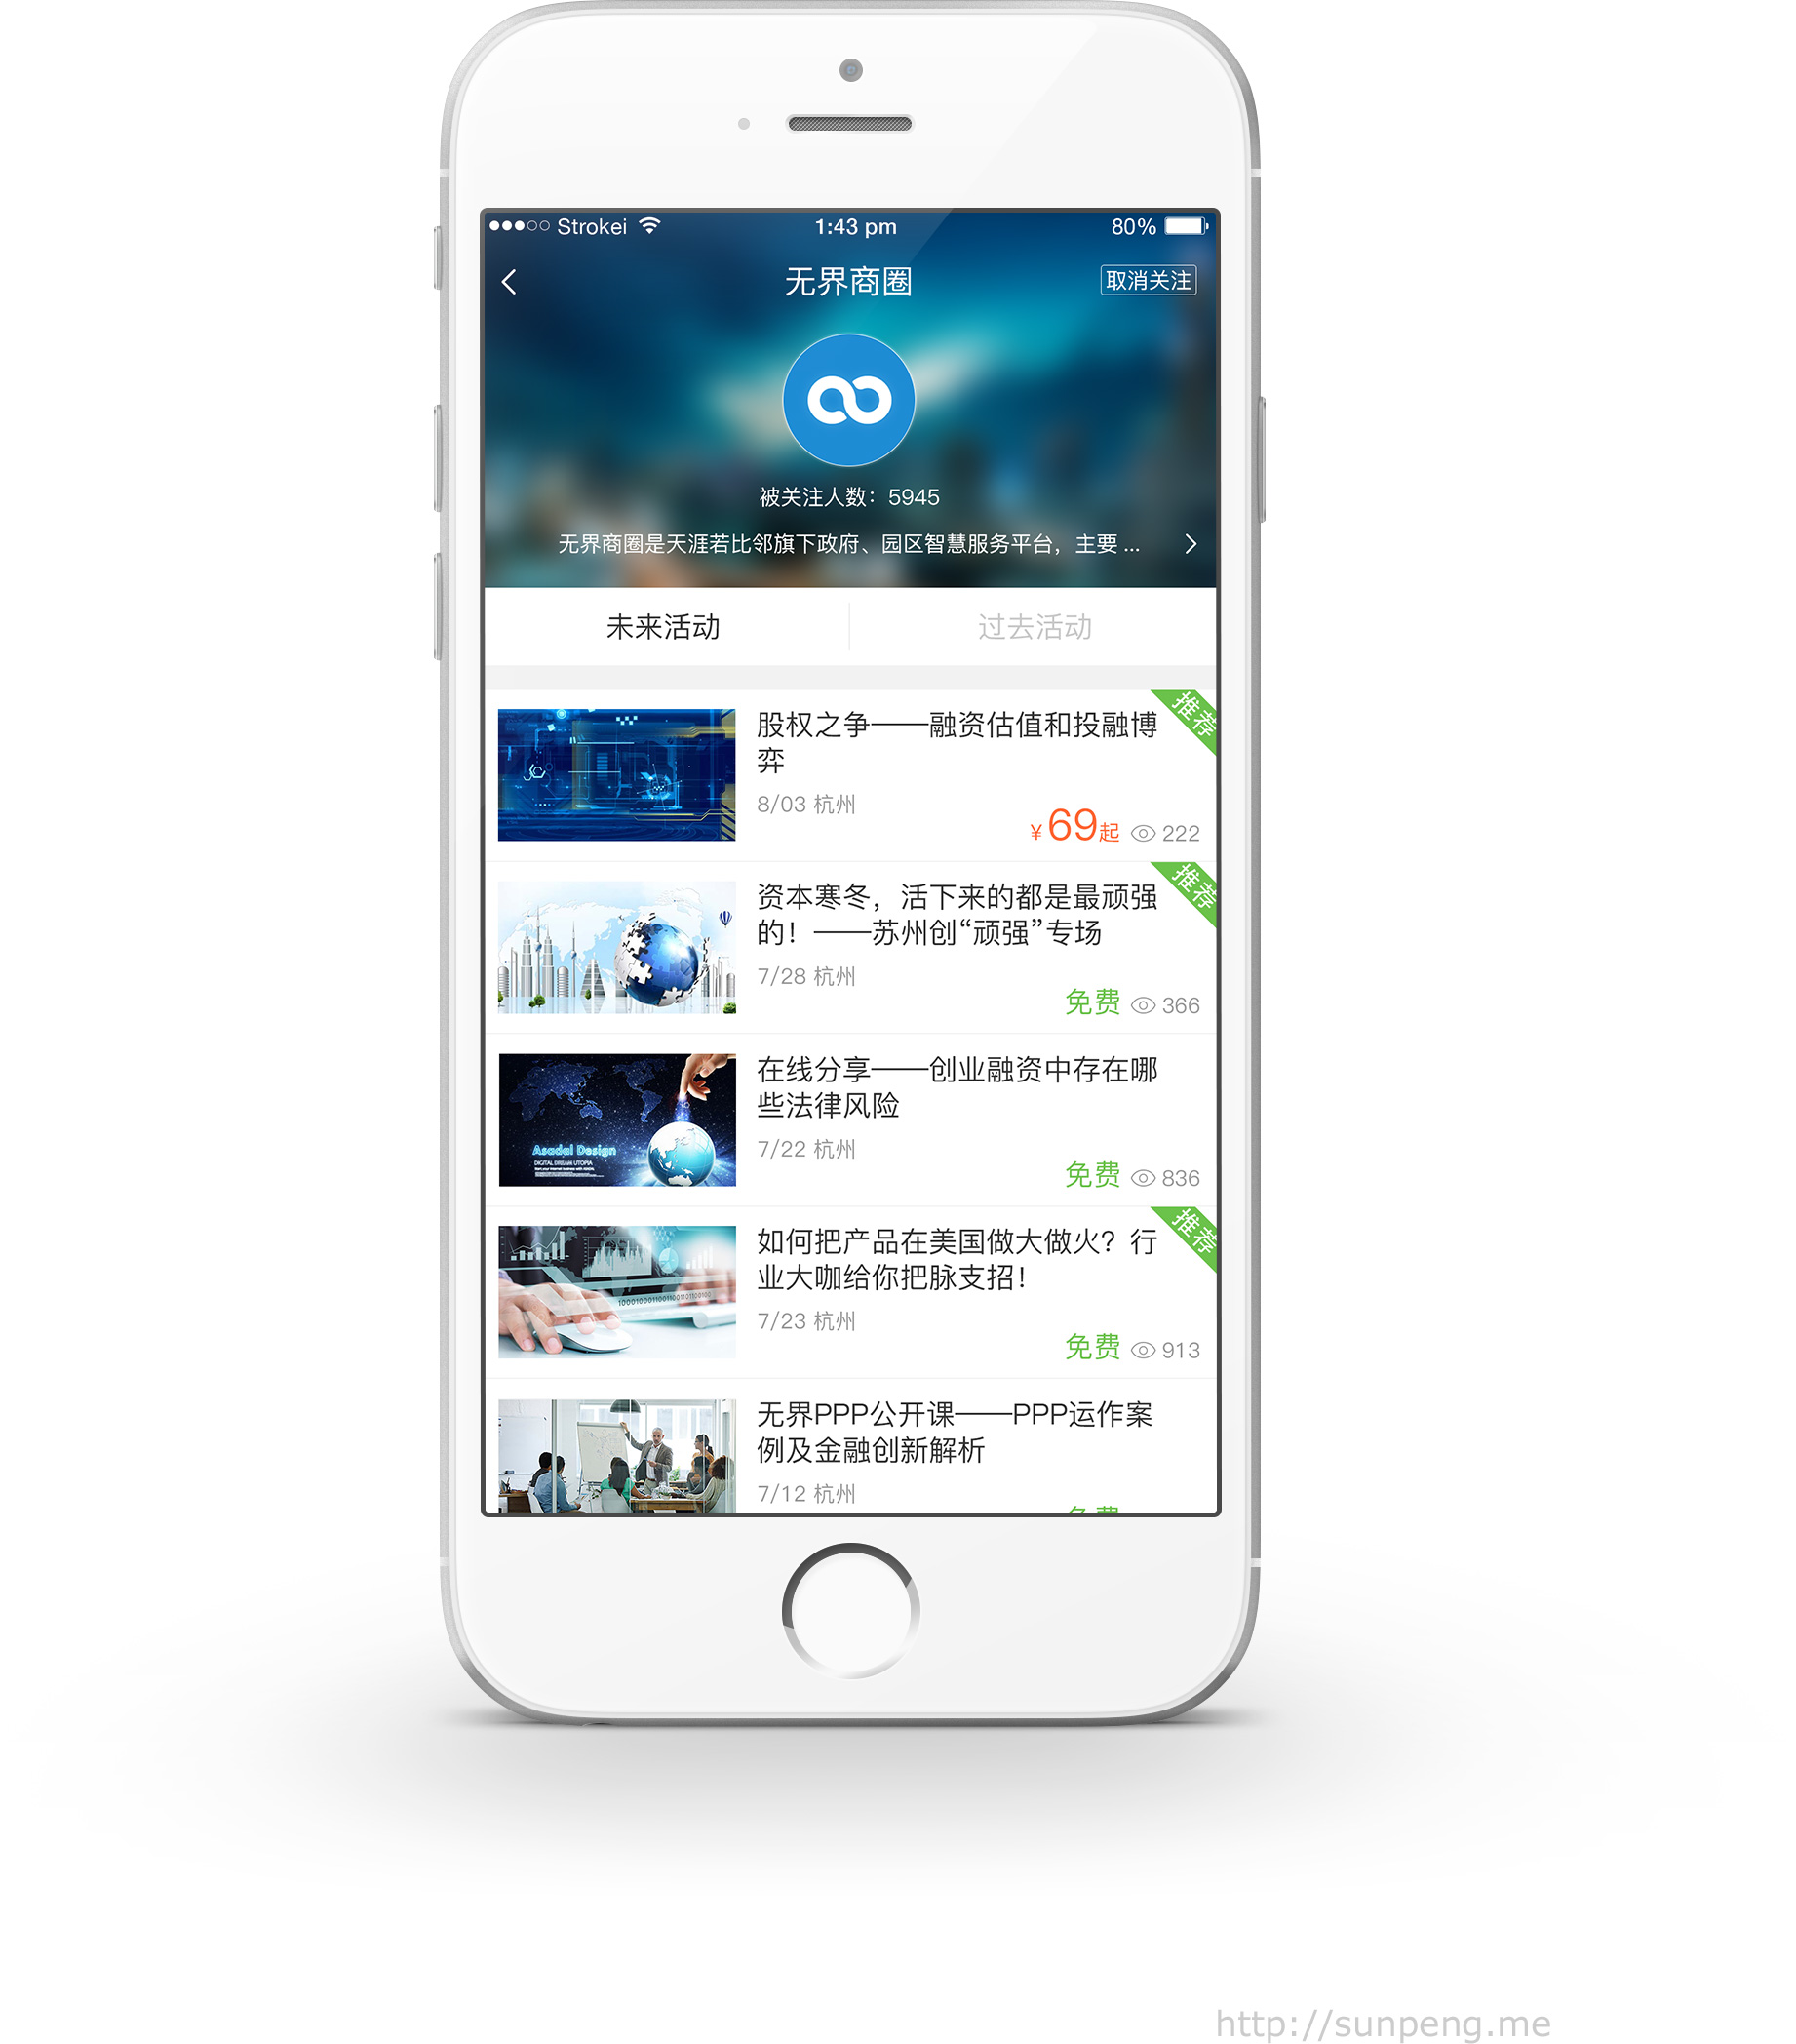 Strokei
1:43 pm
80%
无界商圈
取消关注
被关注人数：5945
无界商圈是天涯若比邻旗下政府、园区智慧服务平台，主要 ...
未来活动
过去活动
推荐
股权之争——融资估值和投融博
弈
8/03 杭州
¥69起
222
推荐
资本寒冬，活下来的都是最顽强
的！——苏州创“顽强”专场
7/28 杭州
免费
366
Asadal Design
DIGITAL DREAM UTOPIA
在线分享——创业融资中存在哪
些法律风险
7/22 杭州
免费
836
推荐
如何把产品在美国做大做火？行
业大咖给你把脉支招！
7/23 杭州
免费
913
无界PPP公开课——PPP运作案
例及金融创新解析
7/12 杭州
http://sunpeng.me